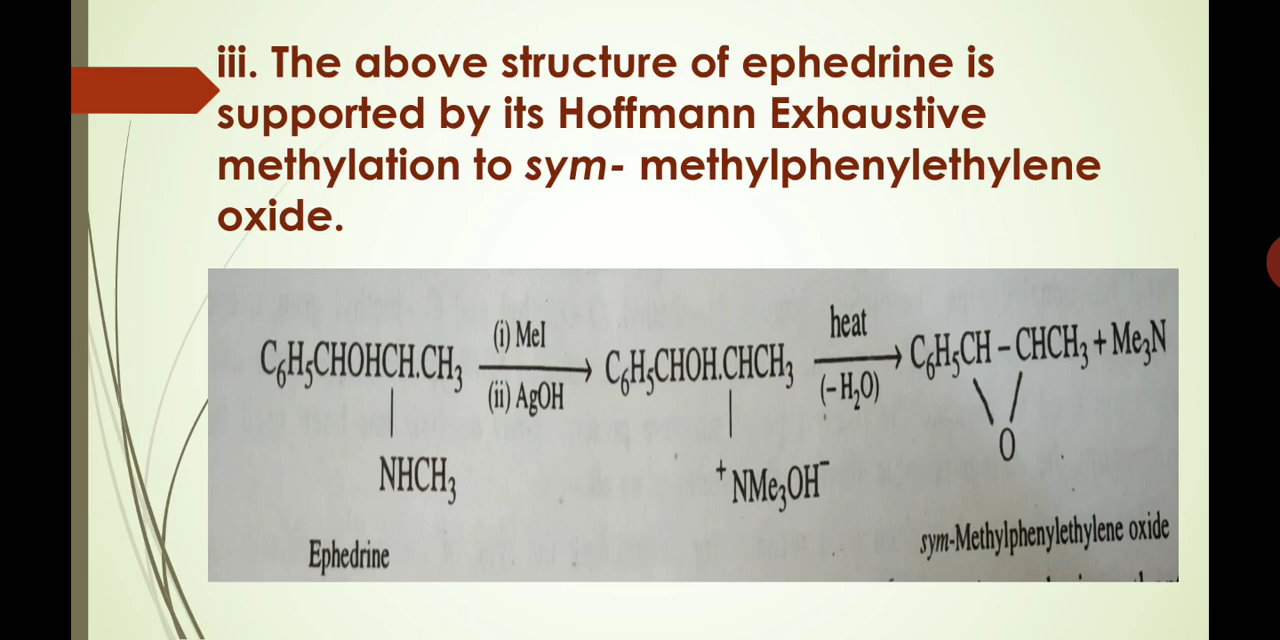 iii. The above structure of ephedrine is
supported by its Hoffmann Exhaustive
methylation to sym- methylphenylethylene
oxide.
(i) MeI
heat
C₆H₅CHOHCH.CH₃ → C₆H₅CHOH.CHCH₃ → C₆H₅CH – CHCH₃ + Me₃N
(ii) AgOH
(–H₂O)
O
NHCH₃
⁺NMe₃OH⁻
Ephedrine
sym-Methylphenylethylene oxide